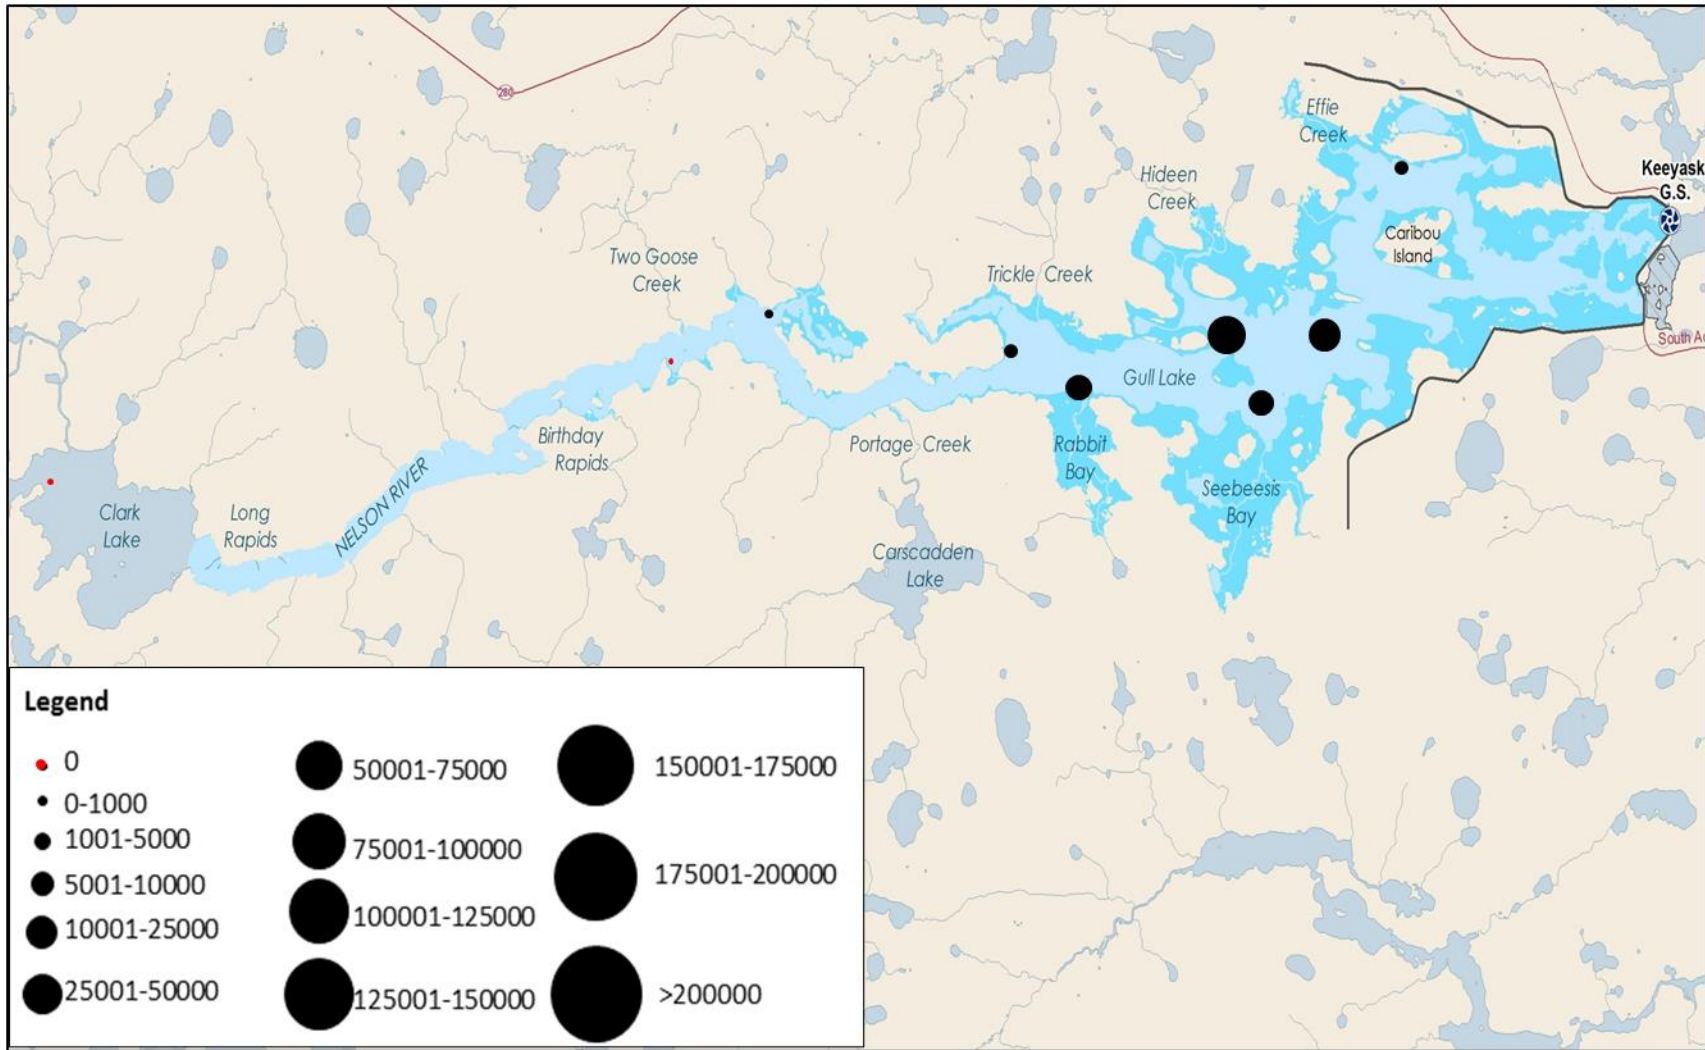 280
Effie
Creek
Keeyask
G.S.
Hideen
Creek
Caribou
Island
Two Goose
Creek
Trickle Creek
South Ac
Gull Lake
Birthday
Rapids
Portage Creek
Rabbit
Bay
NELSON RIVER
Seebeesis
Bay
Clark
Lake
Long
Rapids
Carscadden
Lake
Legend
0
0-1000
1001-5000
5001-10000
10001-25000
25001-50000
50001-75000
75001-100000
100001-125000
125001-150000
150001-175000
175001-200000
>200000